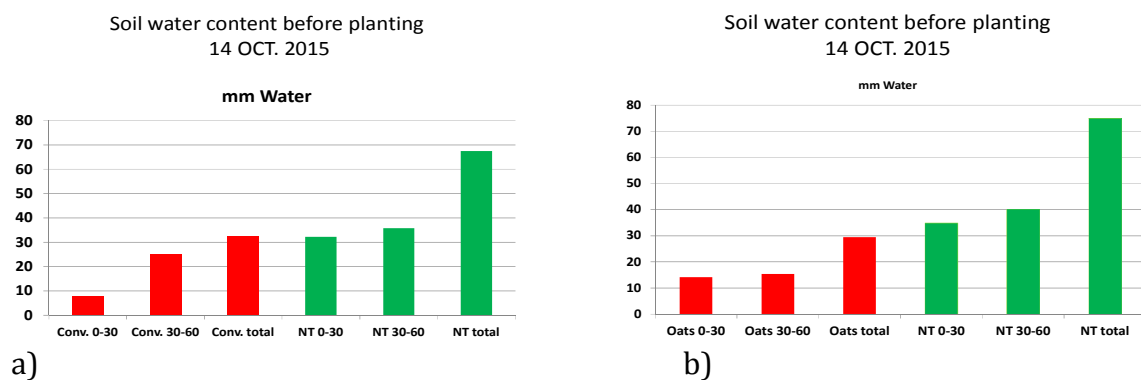 Soil water content before planting
14 OCT. 2015
mm Water
80
70
60
50
40
30
20
10
0
Conv. 0-30 Conv. 30-60 Conv. total NT 0-30 NT 30-60 NT total
a)
Soil water content before planting
14 OCT. 2015
mm Water
80
70
60
50
40
30
20
10
0
Oats 0-30 Oats 30-60 Oats total NT 0-30 NT 30-60 NT total
b)